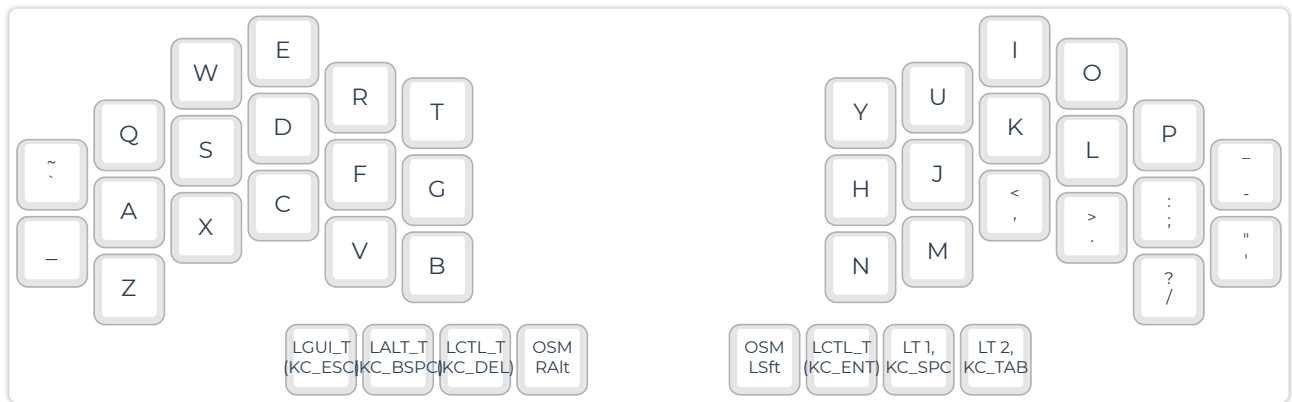 E
I
W
O
R
U
T
Y
D
K
Q
P
S
L
~
`
_
-
F
J
G
H
C
<
,
A
:
;
X
>
.
_
"
'
V
M
B
N
Z
?
/
LGUI_T
(KC_ESC)
LALT_T
(KC_BSPC)
LCTL_T
(KC_DEL)
OSM
RAlt
OSM
LSft
LCTL_T
(KC_ENT)
LT 1,
KC_SPC
LT 2,
KC_TAB